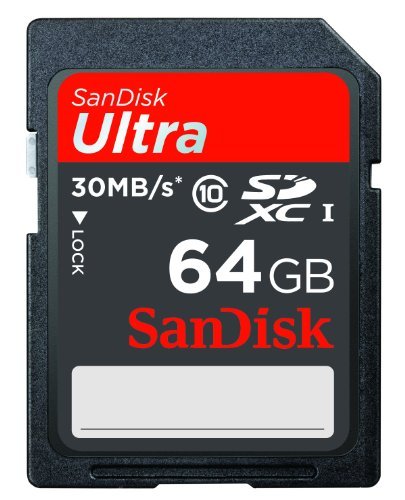 SanDisk
Ultra
30MB/s* 10 SD
XC I
LOCK
64GB
SanDisk